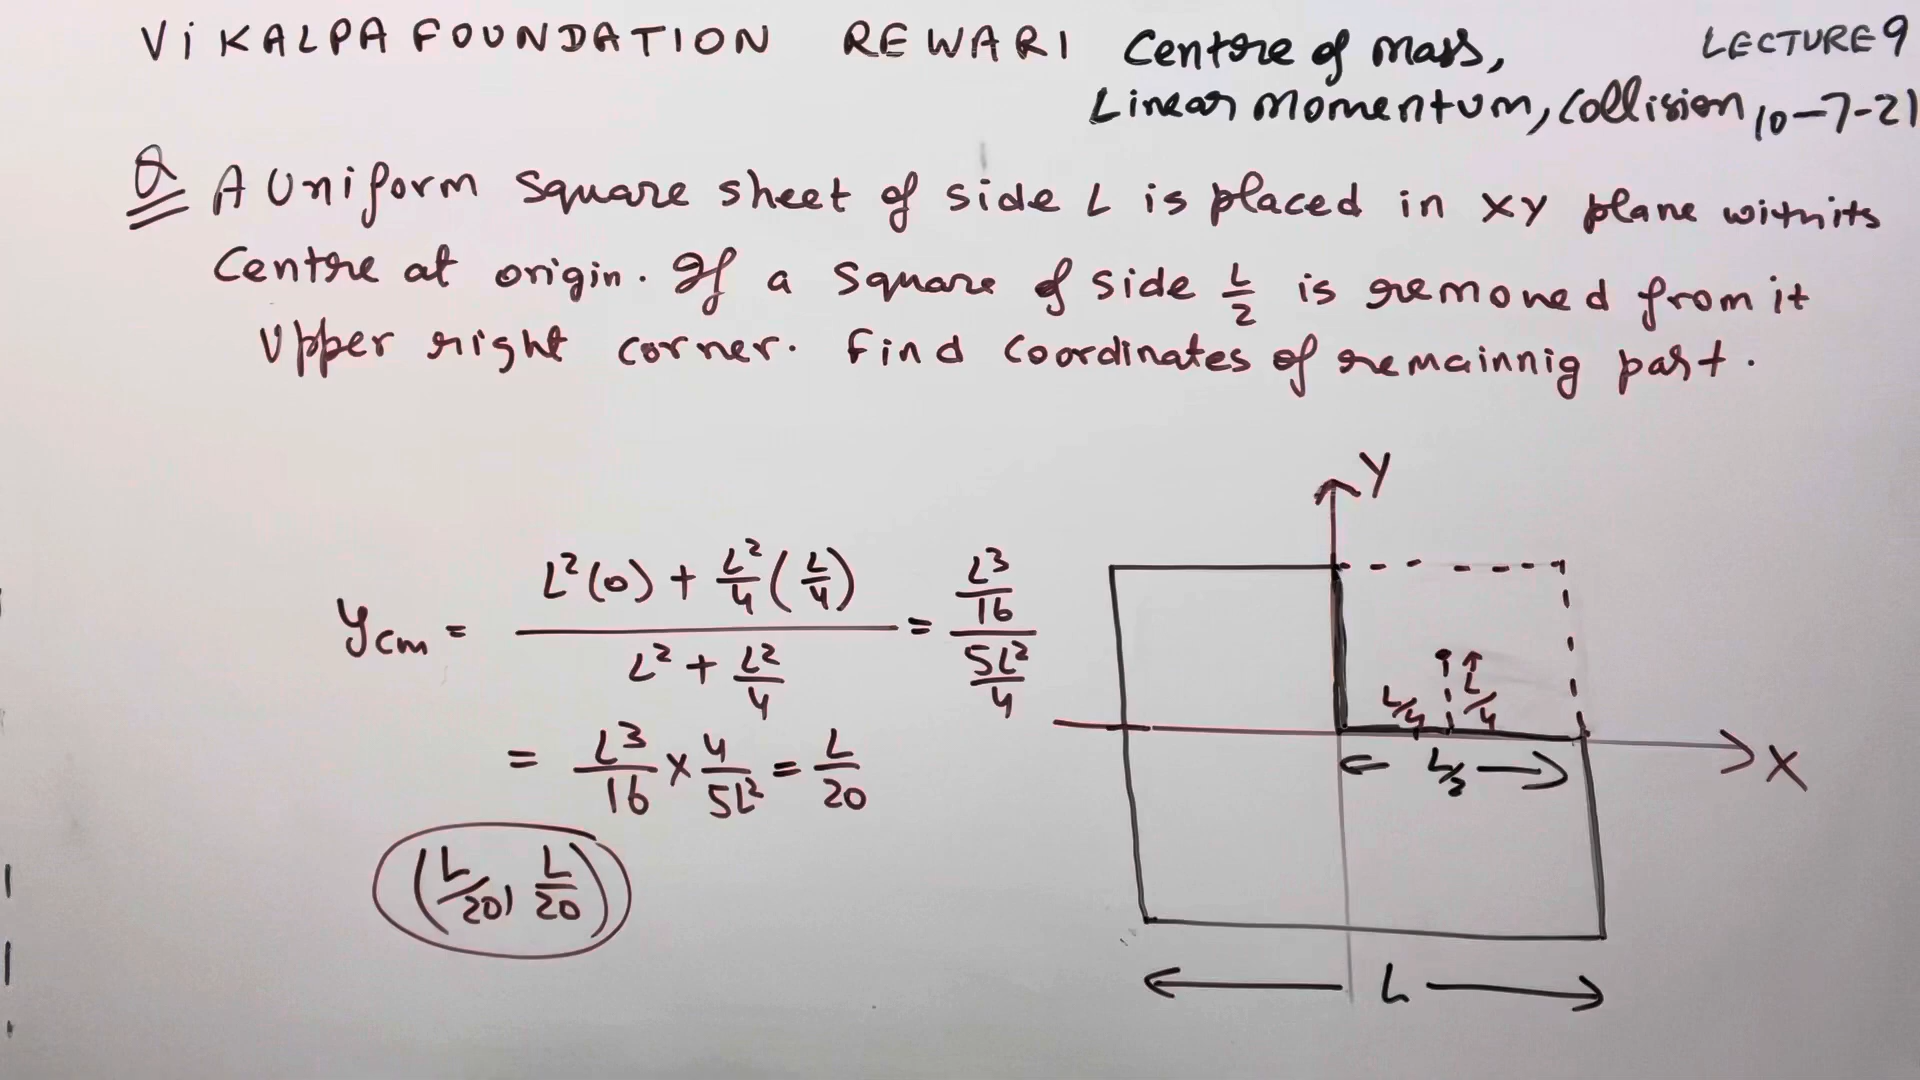 ViKALPA FOUNDATION REWARI Centre of mass, LECTURE 9
Linear Momentum, Collision 10-7-21
Q A Uniform square sheet of side L is placed in XY plane with its
Centre at origin. If a square of side L/2 is removed from it
Upper right corner. Find coordinates of remainnig part.
Y
ycm = (L²(0) + L²/4 (L/4)) / (L² + L²/4) = (L³/16) / (5L²/4)
L/4 L/4
= L³/16 × 4/5L² = L/20
L/2 X
(L/20, L/20)
L